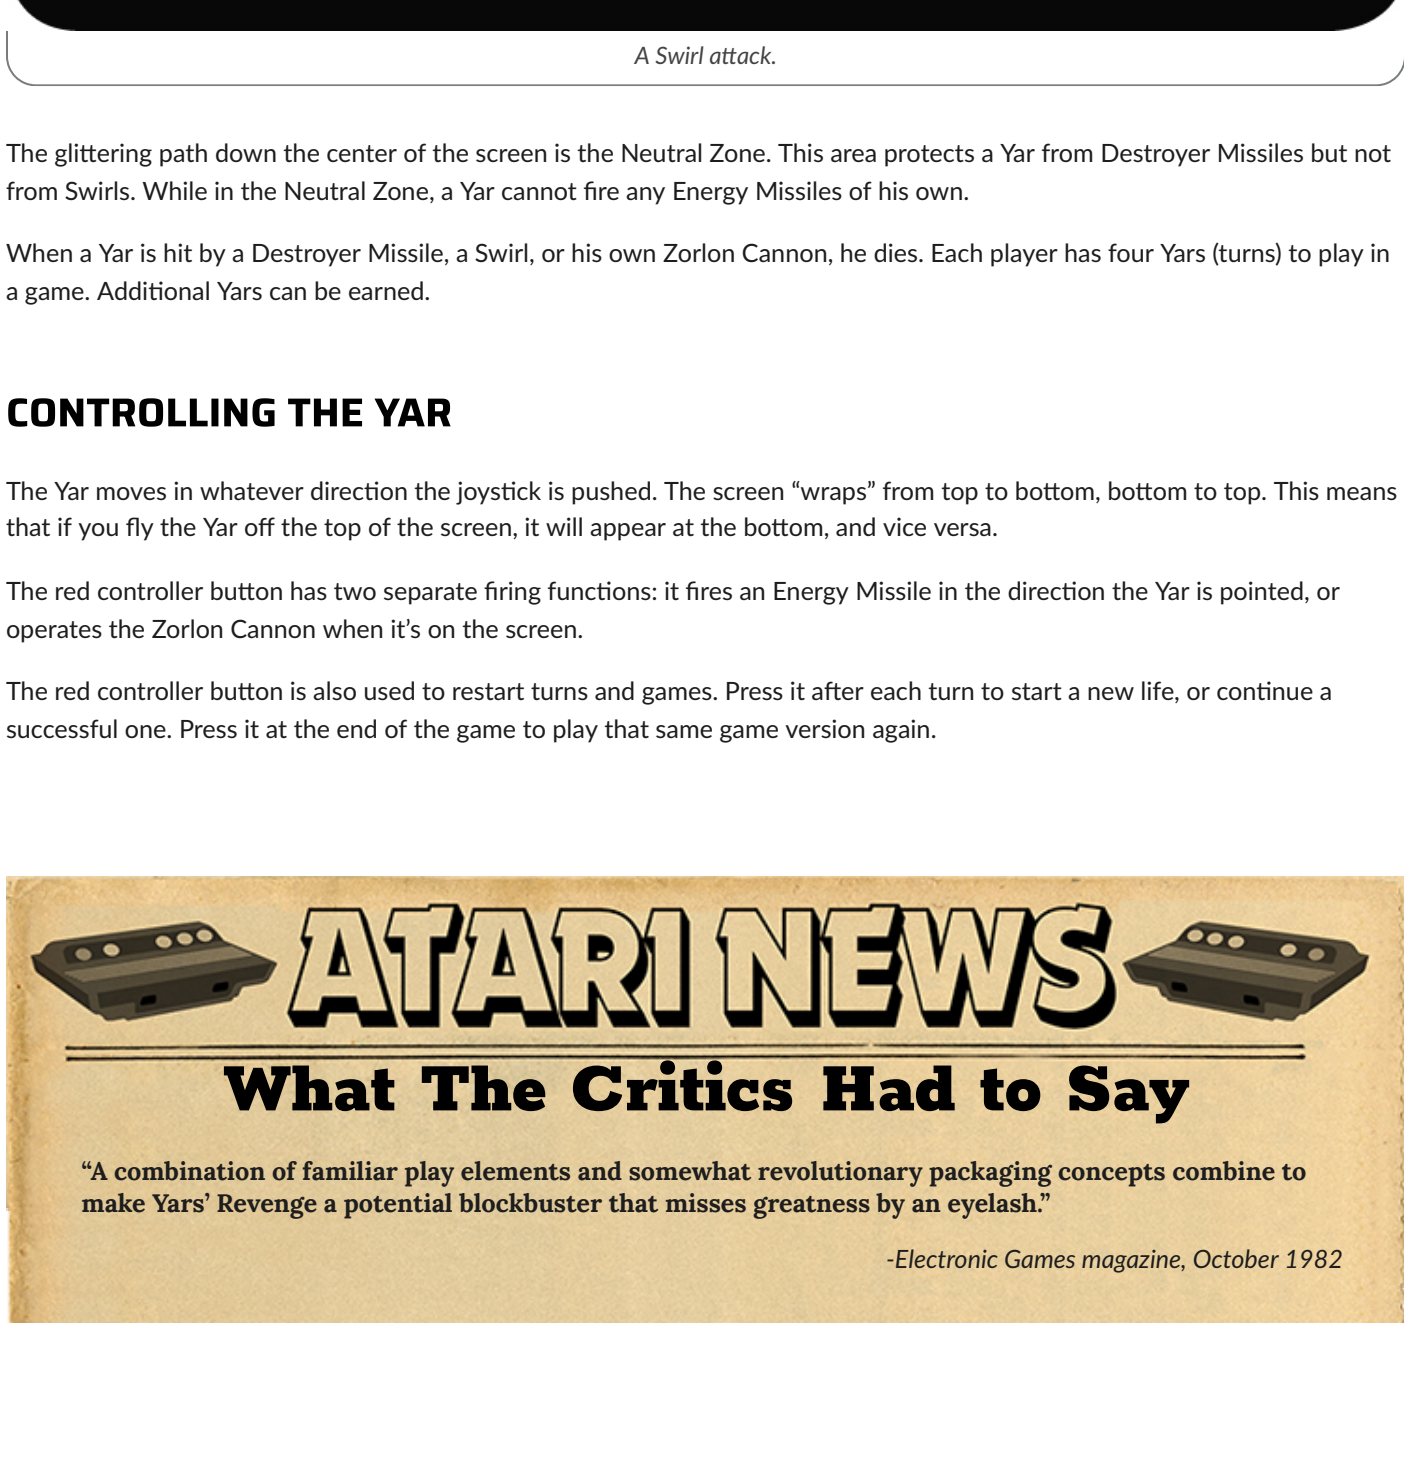 A Swirl attack.
The glittering path down the center of the screen is the Neutral Zone. This area protects a Yar from Destroyer Missiles but not
from Swirls. While in the Neutral Zone, a Yar cannot fire any Energy Missiles of his own.
When a Yar is hit by a Destroyer Missile, a Swirl, or his own Zorlon Cannon, he dies. Each player has four Yars (turns) to play in
a game. Additional Yars can be earned.
CONTROLLING THE YAR
The Yar moves in whatever direction the joystick is pushed. The screen “wraps” from top to bottom, bottom to top. This means
that if you fly the Yar off the top of the screen, it will appear at the bottom, and vice versa.
The red controller button has two separate firing functions: it fires an Energy Missile in the direction the Yar is pointed, or
operates the Zorlon Cannon when it’s on the screen.
The red controller button is also used to restart turns and games. Press it after each turn to start a new life, or continue a
successful one. Press it at the end of the game to play that same game version again.
ATARI NEWS
What The Critics Had to Say
“A combination of familiar play elements and somewhat revolutionary packaging concepts combine to
make Yars’ Revenge a potential blockbuster that misses greatness by an eyelash.”
-Electronic Games magazine, October 1982